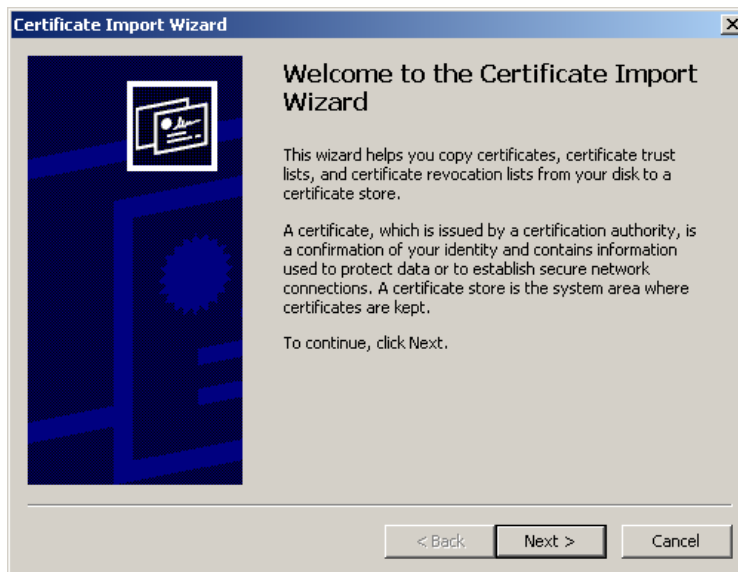 Certificate Import Wizard
Welcome to the Certificate Import
Wizard
This wizard helps you copy certificates, certificate trust
lists, and certificate revocation lists from your disk to a
certificate store.
A certificate, which is issued by a certification authority, is
a confirmation of your identity and contains information
used to protect data or to establish secure network
connections. A certificate store is the system area where
certificates are kept.
To continue, click Next.
< Back Next > Cancel